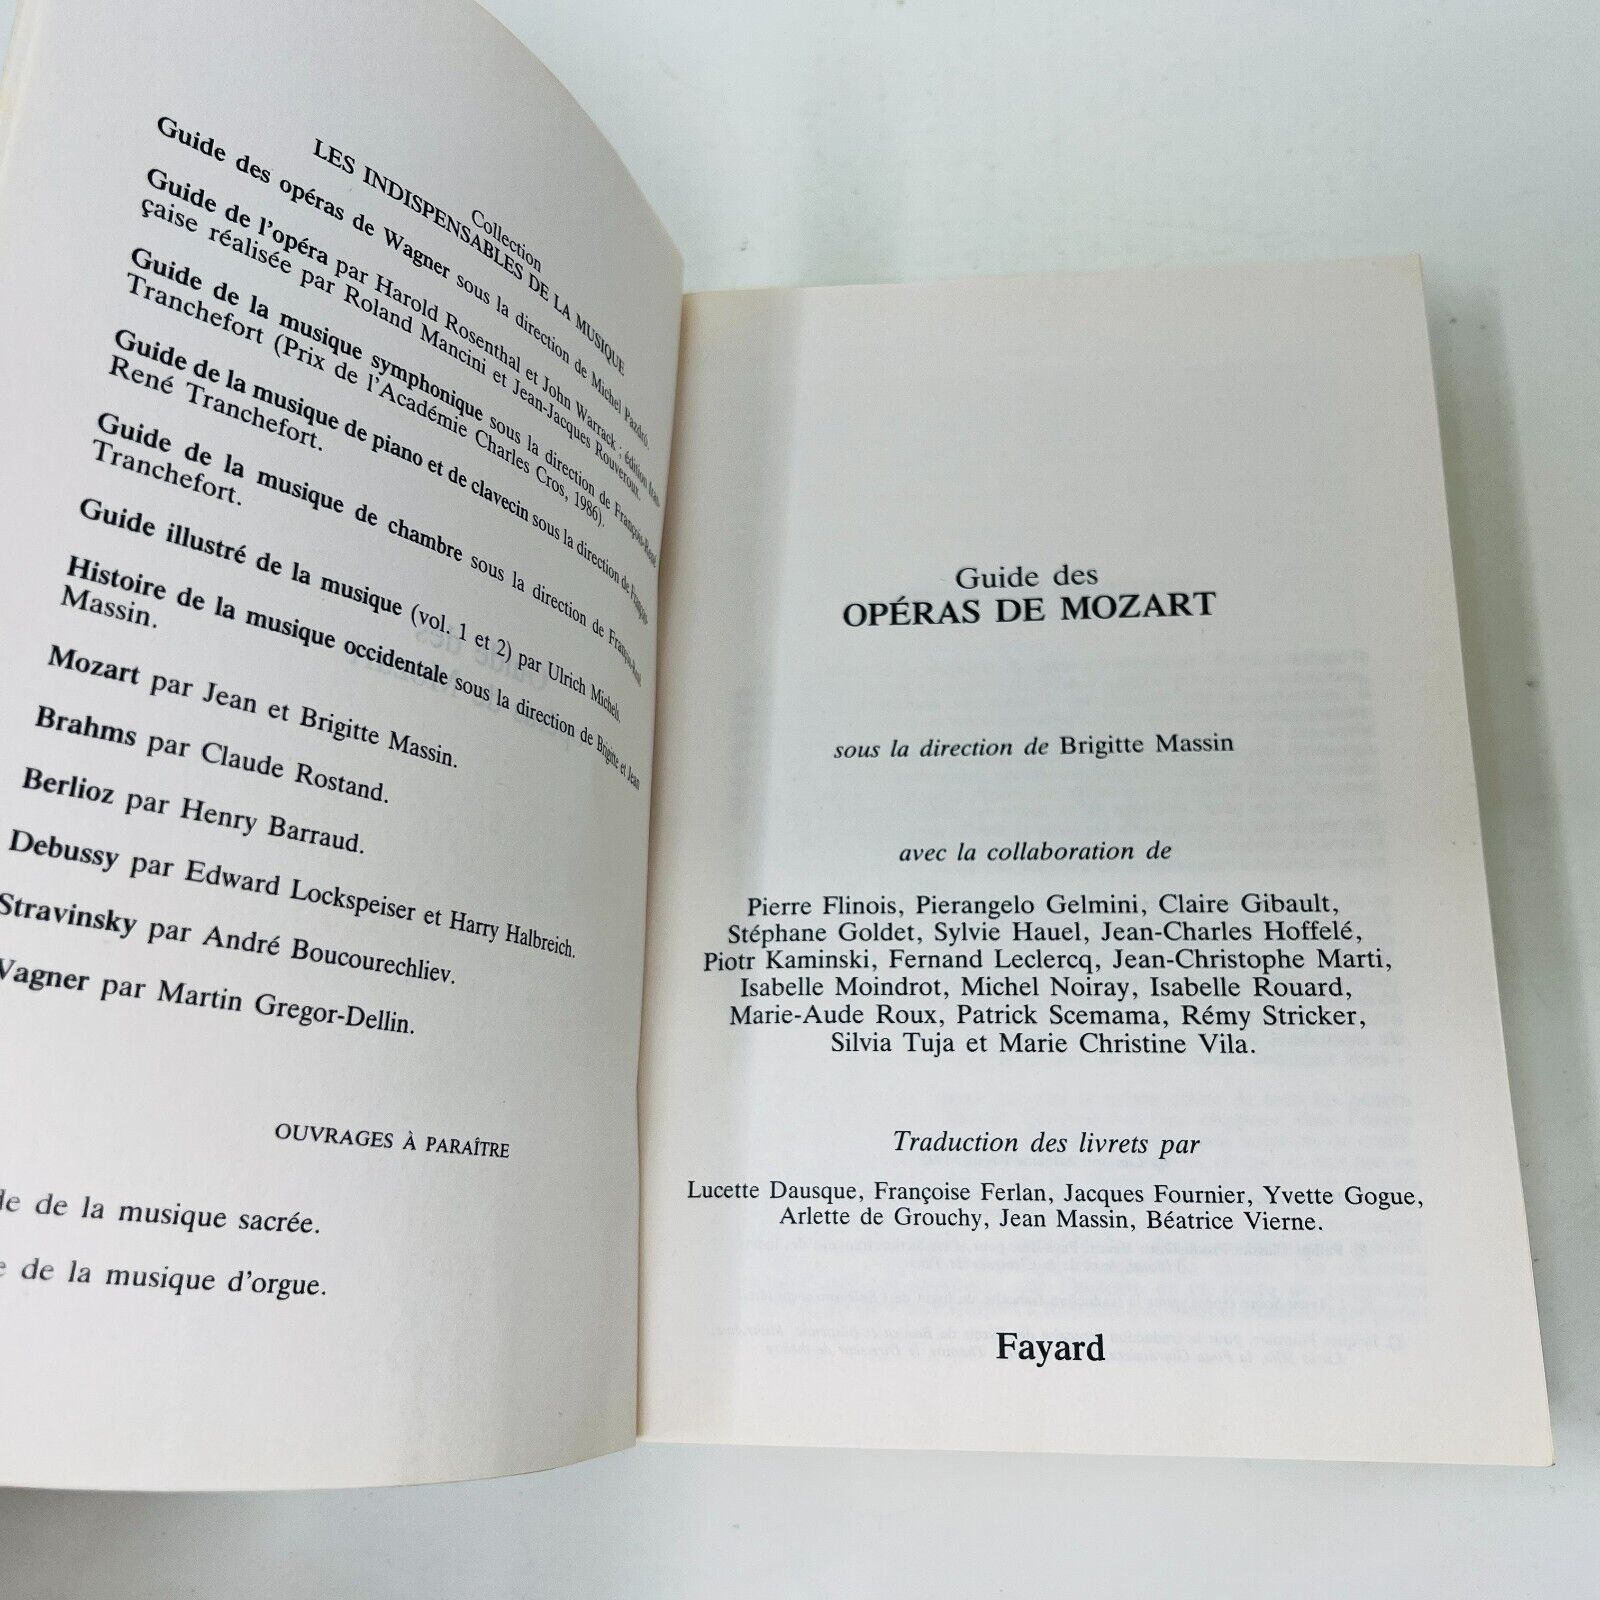 Collection
LES INDISPENSABLES DE LA MUSIQUE
Guide des opéras de Wagner sous la direction de Michel Pazdro.
Guide de l'opéra par Harold Rosenthal et John Warrack ; édition fran-
çaise réalisée par Roland Mancini et Jean-Jacques Rouveroux.
Guide de la musique symphonique sous la direction de François-René
Tranchefort (Prix de l'Académie Charles Cros, 1986).
Guide de la musique de piano et de clavecin sous la direction de François-
René Tranchefort.
Guide de la musique de chambre sous la direction de François-René
Tranchefort.
Guide illustré de la musique (vol. 1 et 2) par Ulrich Michels.
Histoire de la musique occidentale sous la direction de Brigitte et Jean
Massin.
Mozart par Jean et Brigitte Massin.
Brahms par Claude Rostand.
Berlioz par Henry Barraud.
Debussy par Edward Lockspeiser et Harry Halbreich.
Stravinsky par André Boucourechliev.
Wagner par Martin Gregor-Dellin.
OUVRAGES À PARAÎTRE
de de la musique sacrée.
e de la musique d'orgue.
Guide des
OPÉRAS DE MOZART
sous la direction de Brigitte Massin
avec la collaboration de
Pierre Flinois, Pierangelo Gelmini, Claire Gibault,
Stéphane Goldet, Sylvie Hauel, Jean-Charles Hoffelé,
Piotr Kaminski, Fernand Leclercq, Jean-Christophe Marti,
Isabelle Moindrot, Michel Noiray, Isabelle Rouard,
Marie-Aude Roux, Patrick Scemama, Rémy Stricker,
Silvia Tuja et Marie Christine Vila.
Traduction des livrets par
Lucette Dausque, Françoise Ferlan, Jacques Fournier, Yvette Gogue,
Arlette de Grouchy, Jean Massin, Béatrice Vierne.
Fayard